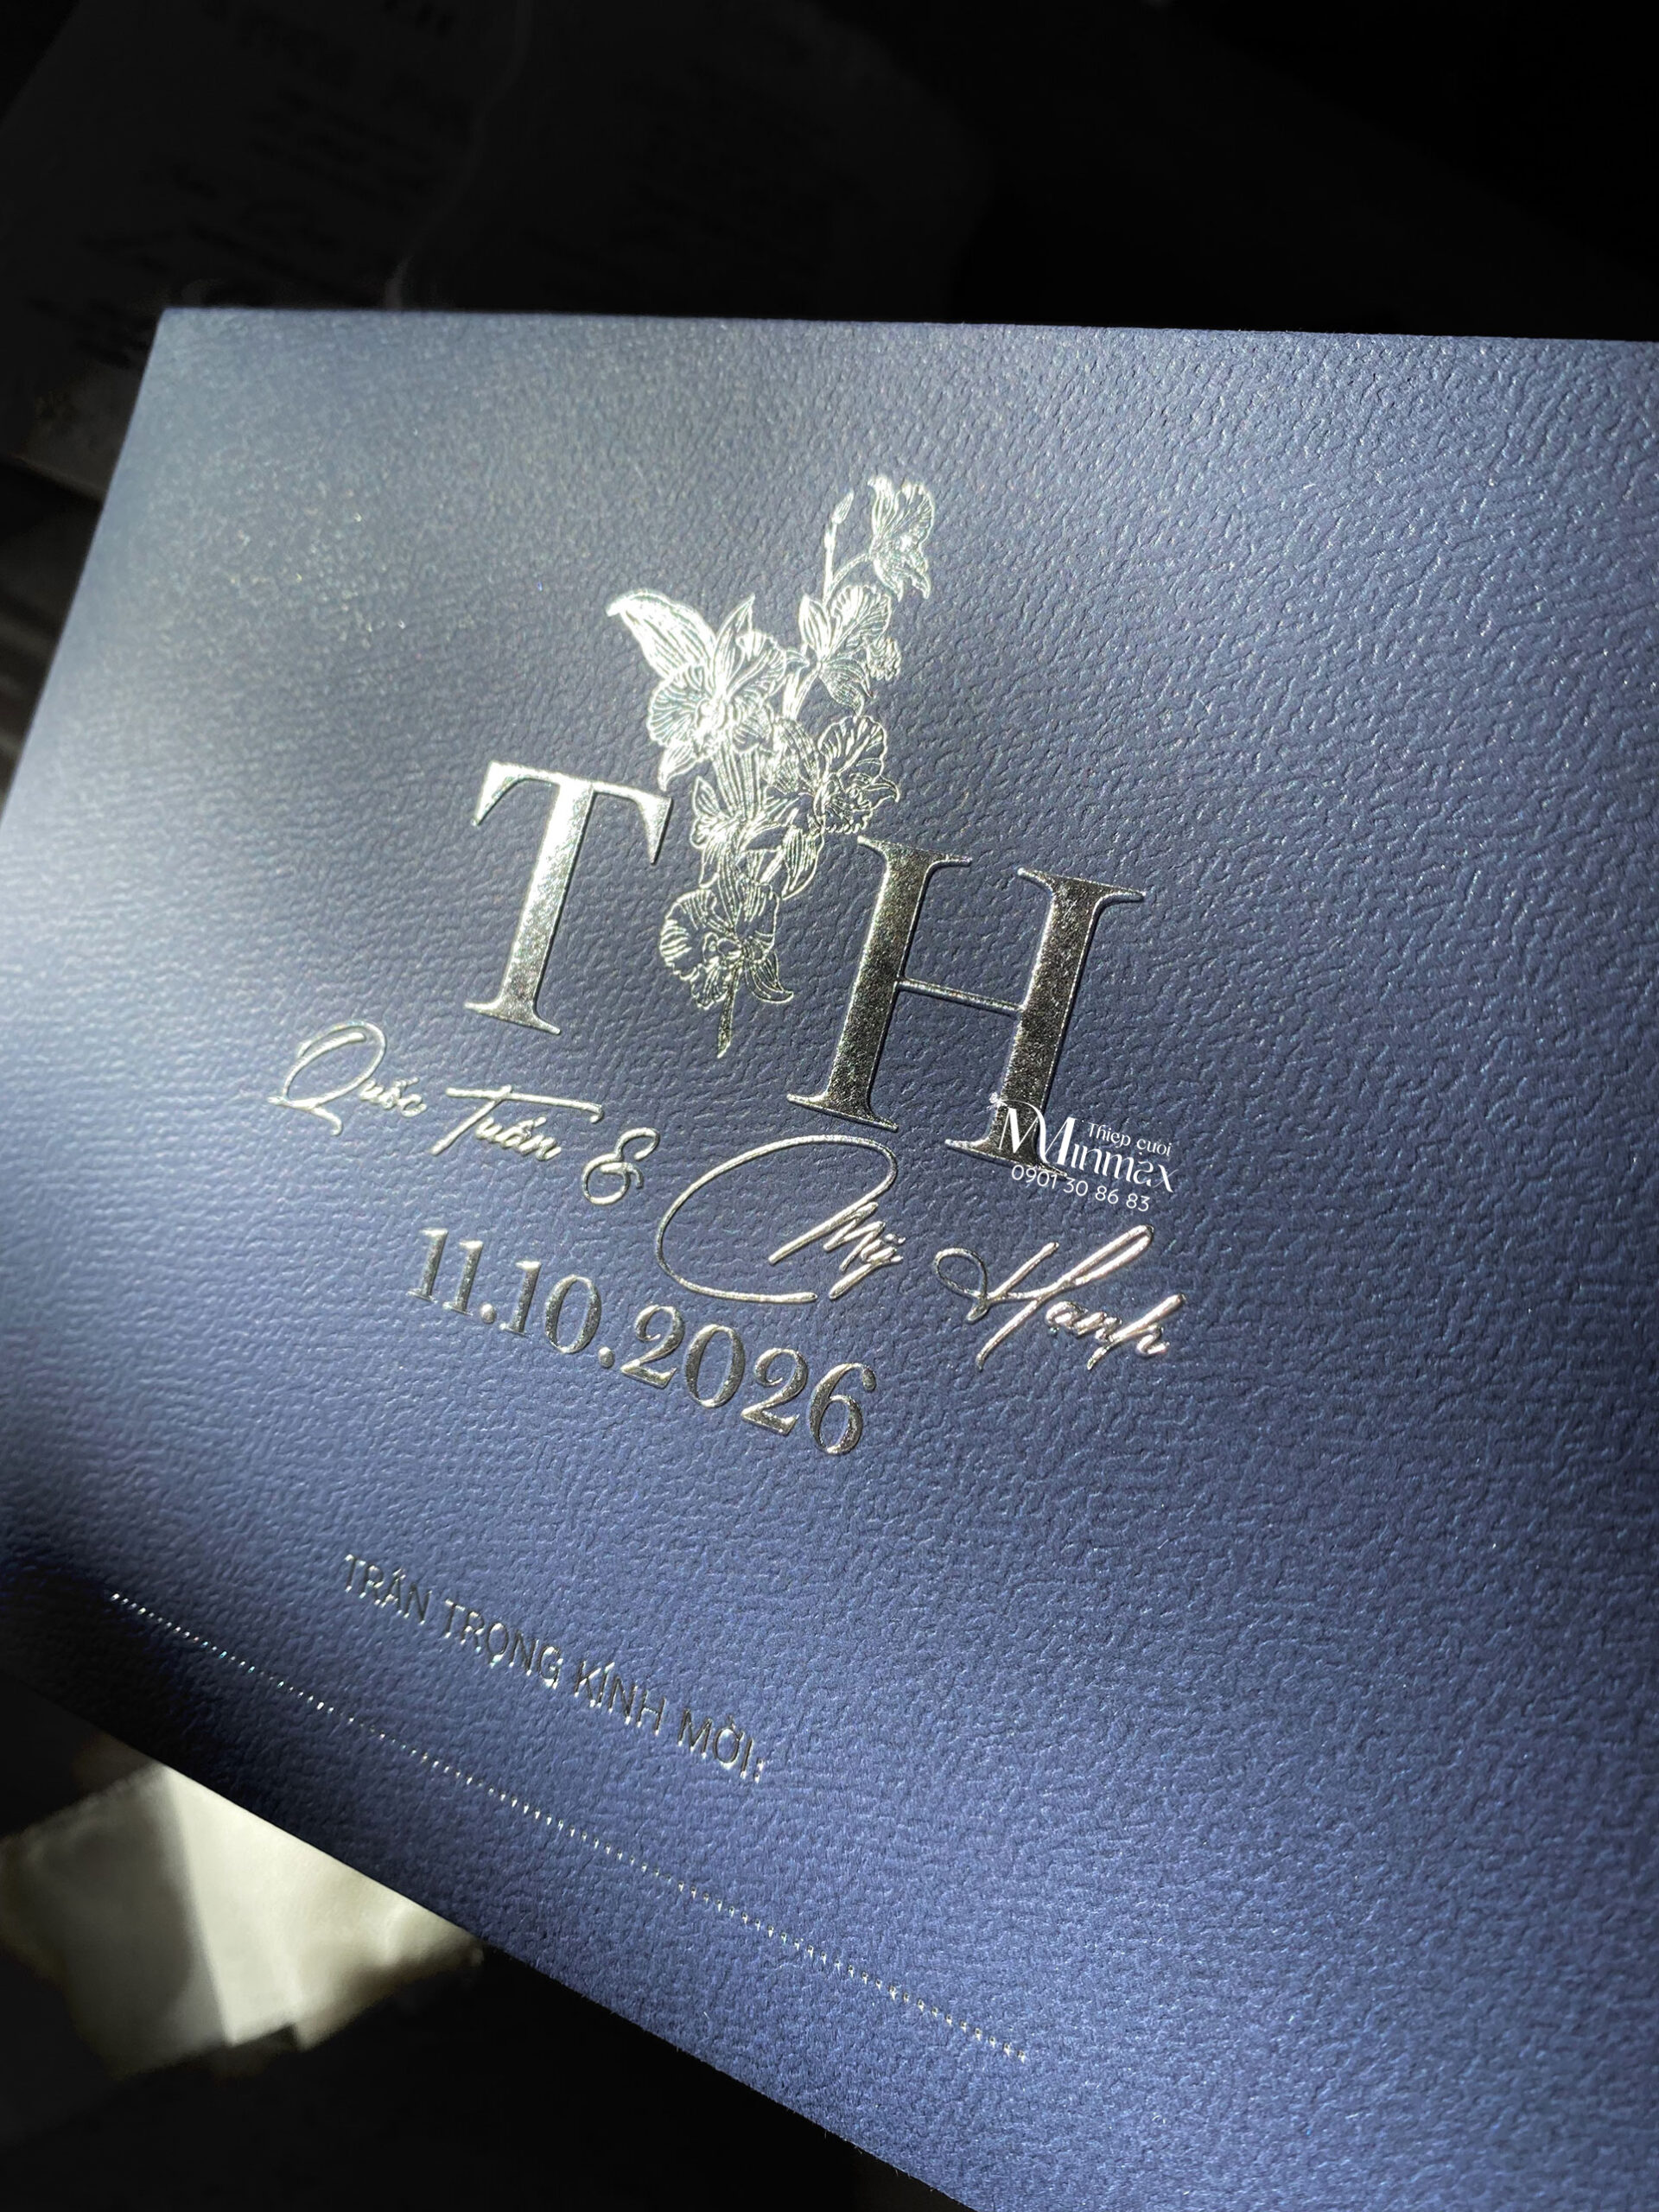 T H
Quốc Tuấn & Mỹ Hạnh
11.10.2026
Thiệp cưới
Minmax
0901 30 86 83
TRÂN TRỌNG KÍNH MỜI: